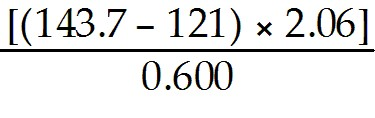 [(143.7 – 121) × 2.06]
0.600